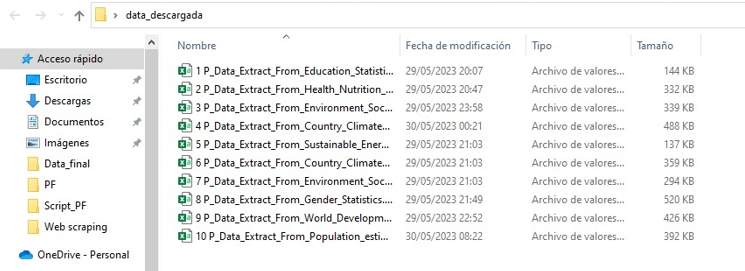 data_descargada
Nombre Fecha de modificación Tipo Tamaño
Acceso rápido
Escritorio
Descargas
Documentos
Imágenes
Data_final
PF
Script_PF
Web scraping
OneDrive - Personal
1 P_Data_Extract_From_Education_Statisti... 29/05/2023 20:07 Archivo de valores... 144 KB
2 P_Data_Extract_From_Health_Nutrition_... 29/05/2023 20:47 Archivo de valores... 332 KB
3 P_Data_Extract_From_Environment_Soc... 29/05/2023 23:58 Archivo de valores... 339 KB
4 P_Data_Extract_From_Country_Climate... 30/05/2023 00:21 Archivo de valores... 488 KB
5 P_Data_Extract_From_Sustainable_Ener... 29/05/2023 21:03 Archivo de valores... 137 KB
6 P_Data_Extract_From_Country_Climate... 29/05/2023 21:03 Archivo de valores... 359 KB
7 P_Data_Extract_From_Environment_Soc... 29/05/2023 21:03 Archivo de valores... 294 KB
8 P_Data_Extract_From_Gender_Statistics.... 29/05/2023 21:49 Archivo de valores... 520 KB
9 P_Data_Extract_From_World_Developm... 29/05/2023 22:52 Archivo de valores... 426 KB
10 P_Data_Extract_From_Population_esti... 30/05/2023 08:22 Archivo de valores... 392 KB